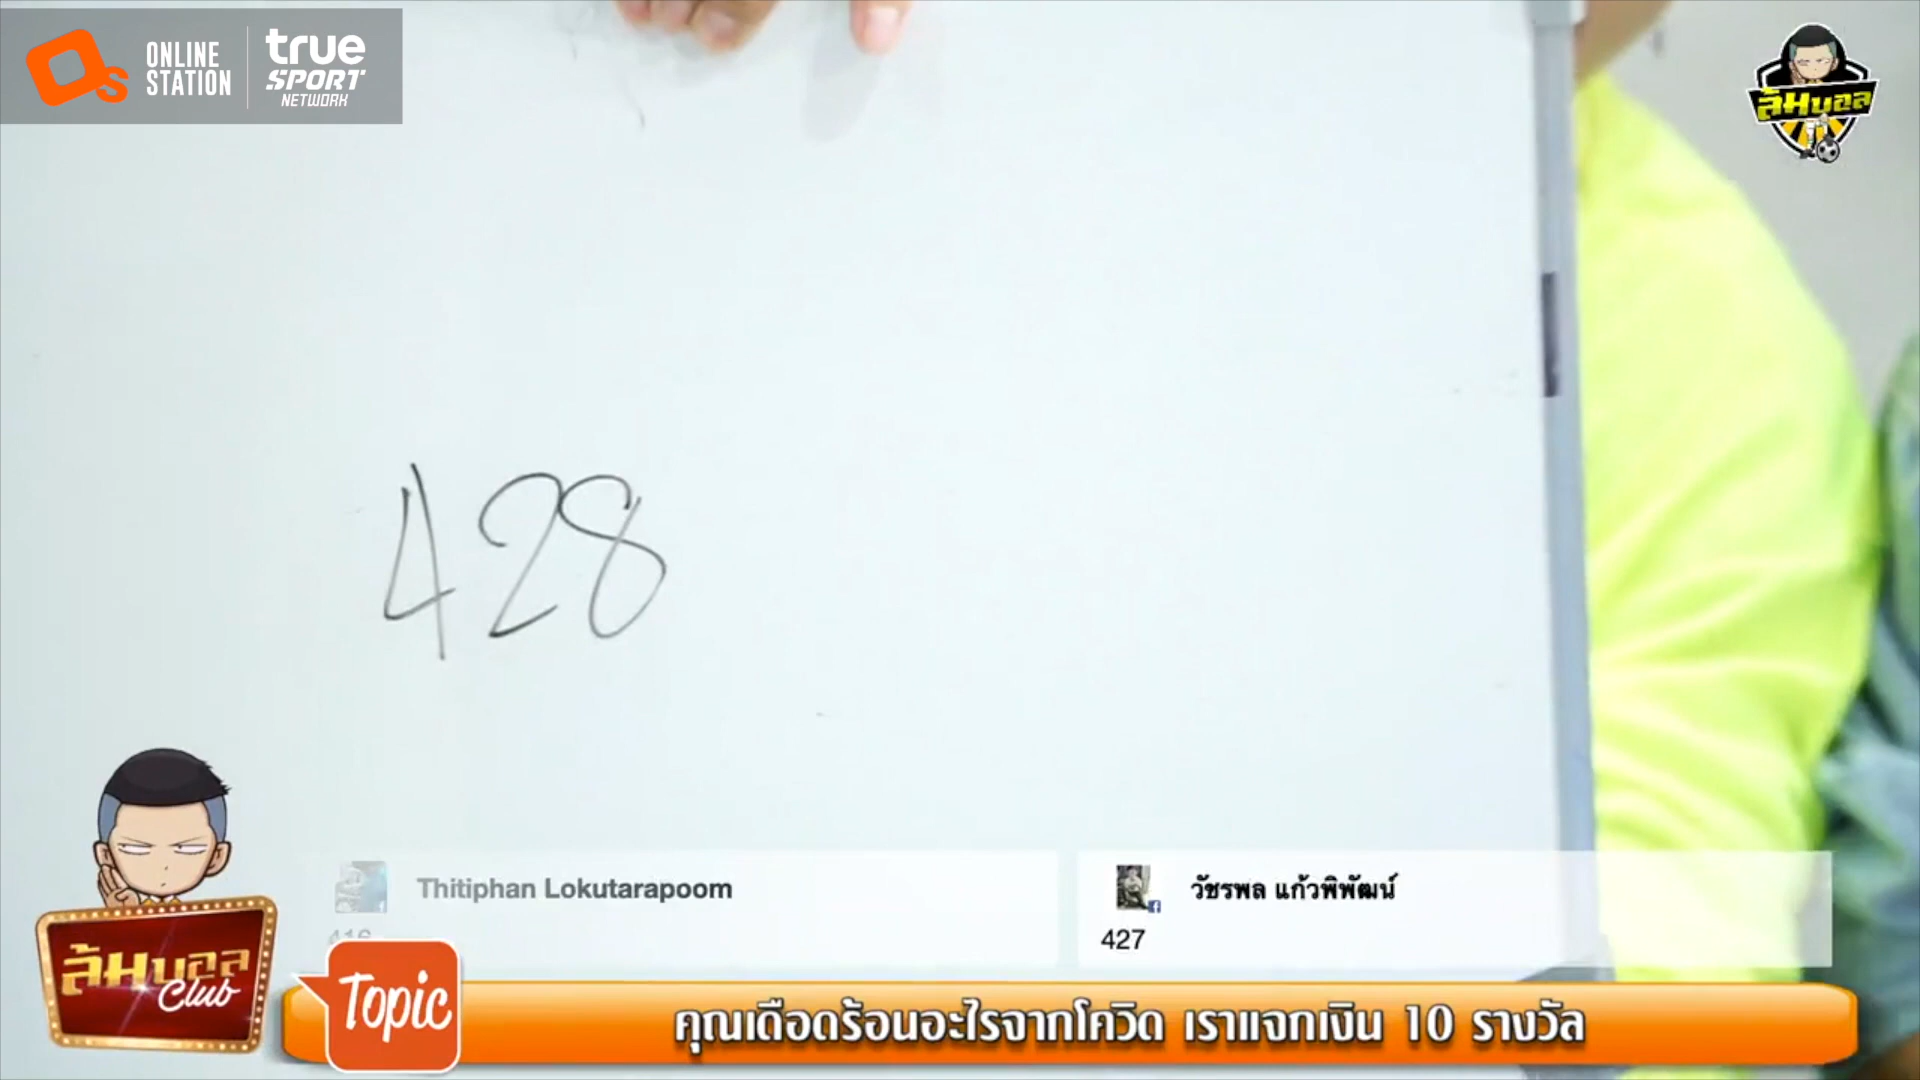 ONLINE
STATION
true
SPORT
NETWORK
ล้มบอล
428
Thitiphan Lokutarapoom
416
วัชรพล แก้วพิพัฒน์
427
ล้มบอล
Club
Topic
คุณเดือดร้อนอะไรจากโควิด เราแจกเงิน 10 รางวัล